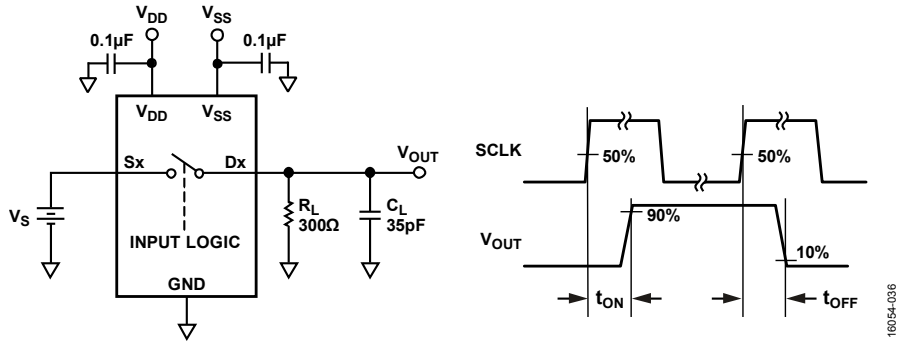 VDD
VSS
0.1µF
0.1µF
VDD
VSS
Sx
Dx
VOUT
VS
RL
300Ω
CL
35pF
INPUT LOGIC
GND
SCLK
50%
50%
VOUT
90%
10%
tON
tOFF
16054-036